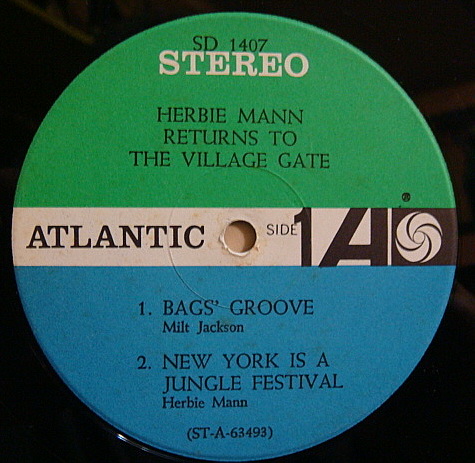 SD 1407
STEREO
HERBIE MANN
RETURNS TO
THE VILLAGE GATE
®
ATLANTIC SIDE 1 A
1. BAGS' GROOVE
Milt Jackson
2. NEW YORK IS A
JUNGLE FESTIVAL
Herbie Mann
(ST-A-63493)